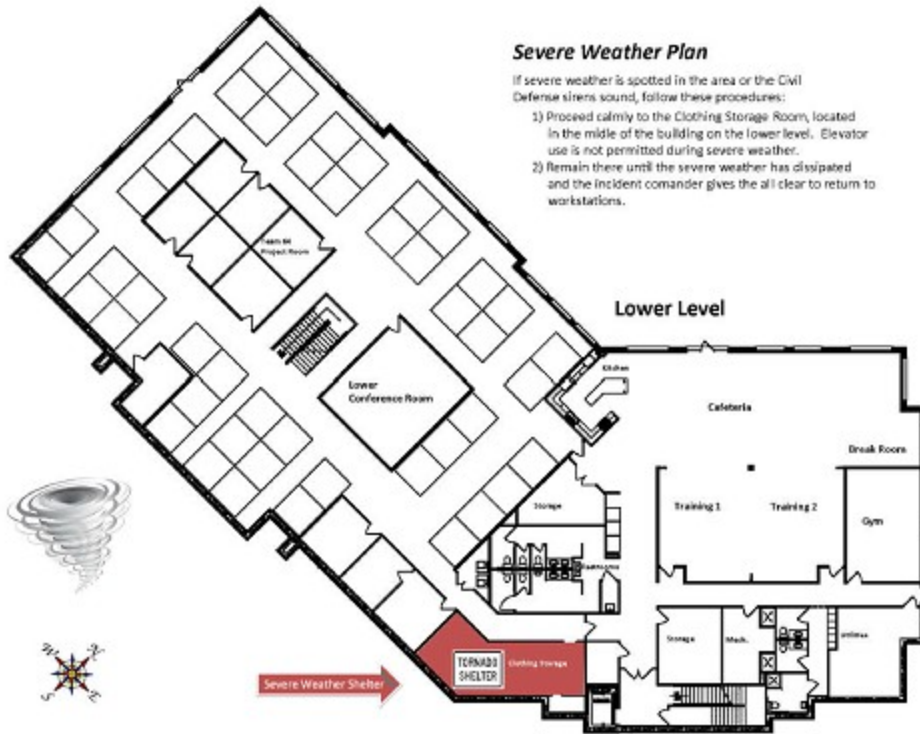 Severe Weather Plan
If severe weather is spotted in the area or the Civil
Defense sirens sound, follow these procedures:
1) Proceed calmly to the Clothing Storage Room, located
in the midle of the building on the lower level. Elevator
use is not permitted during severe weather.
2) Remain there until the severe weather has dissipated
and the incident comander gives the all clear to return to
workstations.
Lower Level
Project Room
Lower
Conference Room
Kitchen
Cafeteria
Break Room
Training 1
Training 2
Gym
Storage
Restrooms
Storage
Mech.
TORNADO
SHELTER
Clothing Storage
Severe Weather Shelter
N
W
E
S